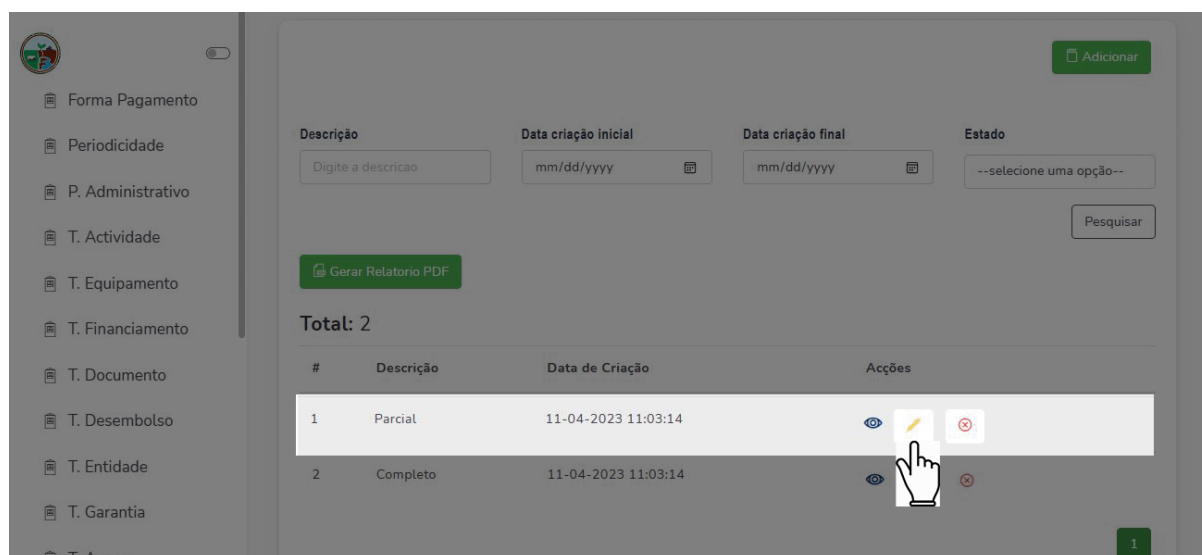 Adicionar
Forma Pagamento
Periodicidade
P. Administrativo
T. Actividade
T. Equipamento
T. Financiamento
T. Documento
T. Desembolso
T. Entidade
T. Garantia
Descrição Data criação inicial Data criação final Estado
Digite a descricao mm/dd/yyyy mm/dd/yyyy --selecione uma opção--
Pesquisar
Gerar Relatorio PDF
Total: 2
# Descrição Data de Criação Acções
1 Parcial 11-04-2023 11:03:14
2 Completo 11-04-2023 11:03:14
1